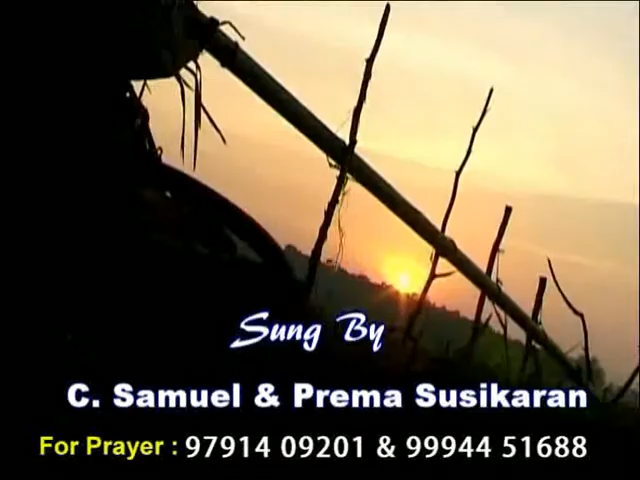 Sung By
C. Samuel & Prema Susikaran
For Prayer : 97914 09201 & 99944 51688